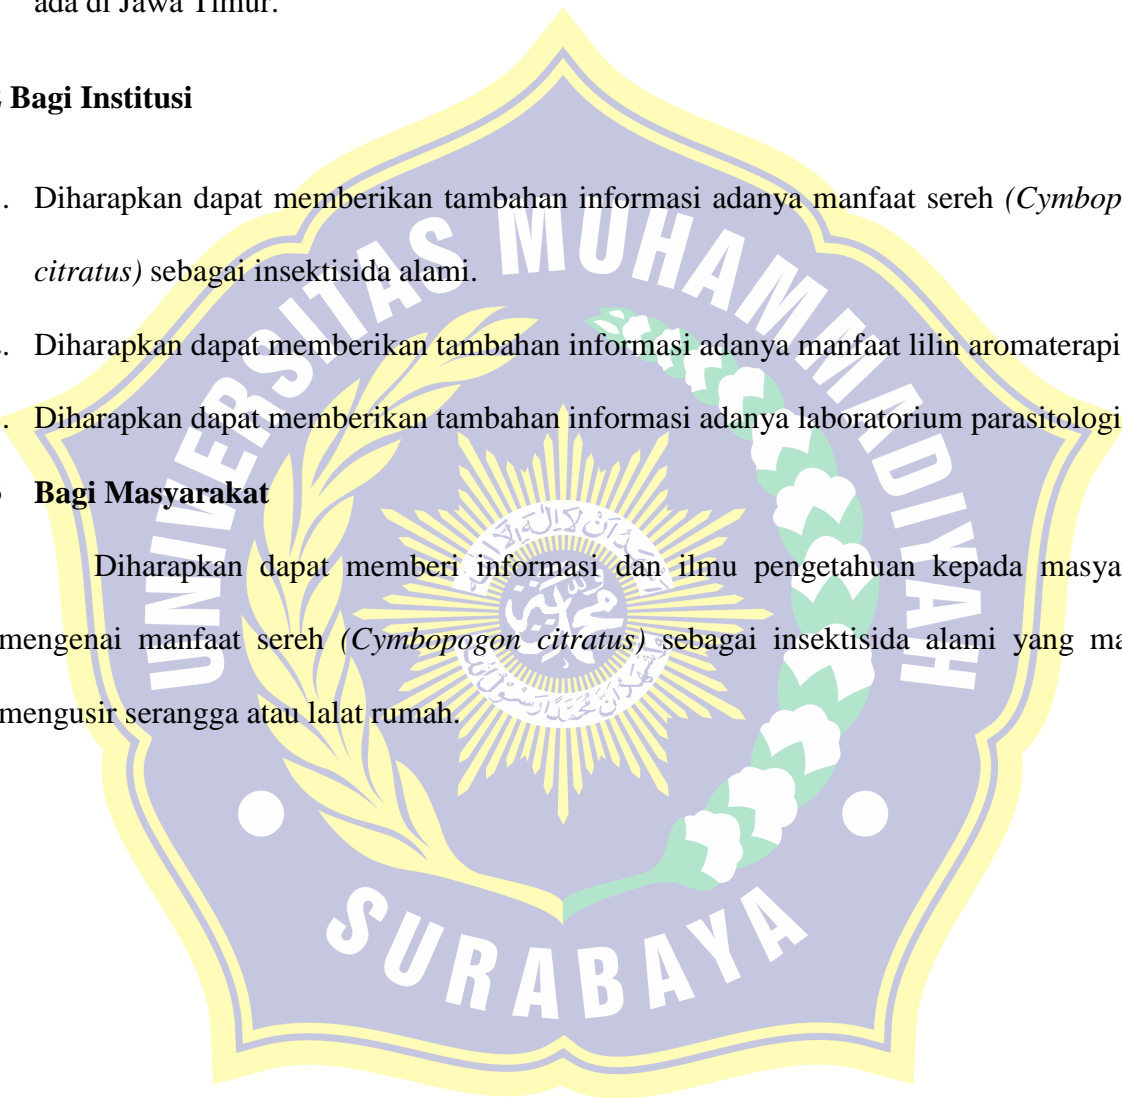 ada di Jawa Timur.
Bagi Institusi
. Diharapkan dapat memberikan tambahan informasi adanya manfaat sereh (Cymbop
citratus) sebagai insektisida alami.
. Diharapkan dapat memberikan tambahan informasi adanya manfaat lilin aromaterapi
. Diharapkan dapat memberikan tambahan informasi adanya laboratorium parasitologi
Bagi Masyarakat
Diharapkan dapat memberi informasi dan ilmu pengetahuan kepada masya
mengenai manfaat sereh (Cymbopogon citratus) sebagai insektisida alami yang ma
mengusir serangga atau lalat rumah.
UNIVERSITAS MUHAMMADIYAH
SURABAYA